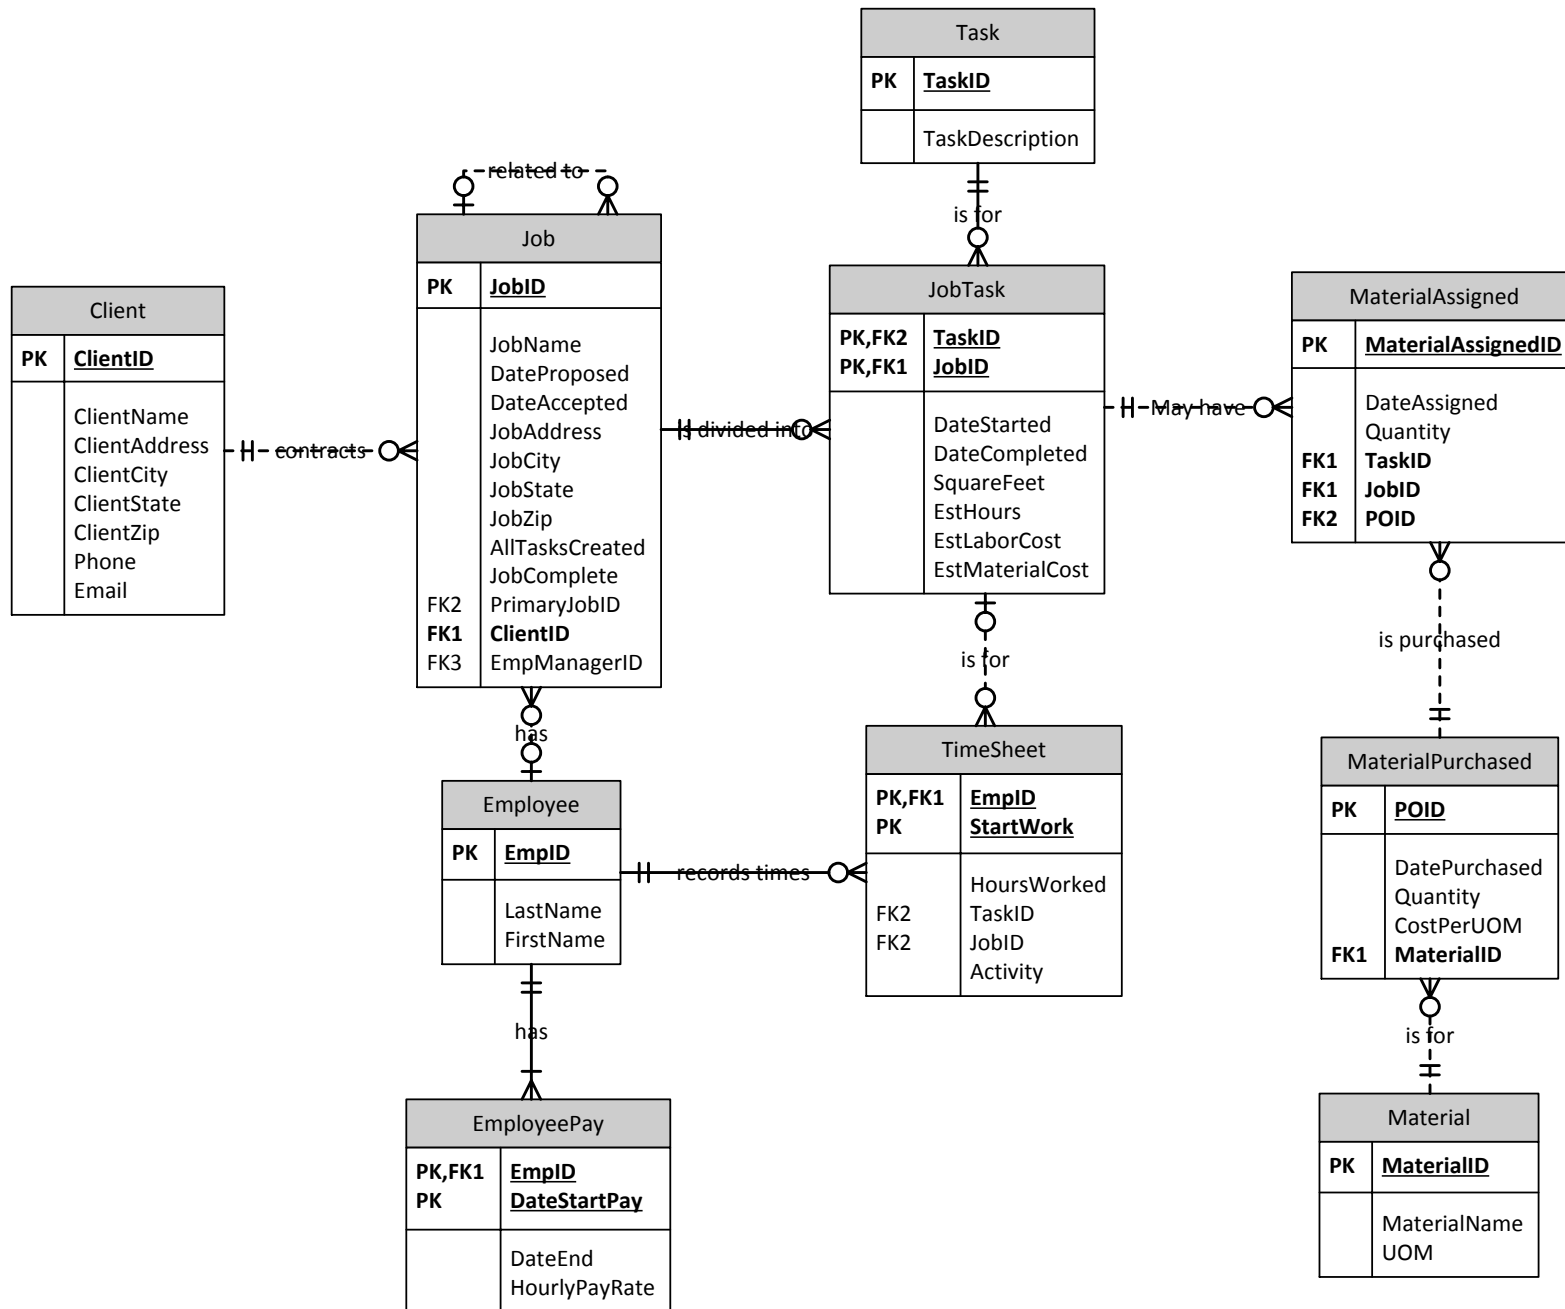 Task
PK TaskID
TaskDescription
related to
is for
Job
PK JobID
JobName
DateProposed
DateAccepted
JobAddress
JobCity
JobState
JobZip
AllTasksCreated
JobComplete
FK2 PrimaryJobID
FK1 ClientID
FK3 EmpManagerID
Client
PK ClientID
ClientName
ClientAddress
ClientCity
ClientState
ClientZip
Phone
Email
contracts
is divided into
JobTask
PK,FK2 TaskID
PK,FK1 JobID
DateStarted
DateCompleted
SquareFeet
EstHours
EstLaborCost
EstMaterialCost
May have
MaterialAssigned
PK MaterialAssignedID
DateAssigned
Quantity
FK1 TaskID
FK1 JobID
FK2 POID
is for
is purchased
has
Employee
PK EmpID
LastName
FirstName
records times
TimeSheet
PK,FK1 EmpID
PK StartWork
HoursWorked
FK2 TaskID
FK2 JobID
Activity
MaterialPurchased
PK POID
DatePurchased
Quantity
CostPerUOM
FK1 MaterialID
has
is for
EmployeePay
PK,FK1 EmpID
PK DateStartPay
DateEnd
HourlyPayRate
Material
PK MaterialID
MaterialName
UOM